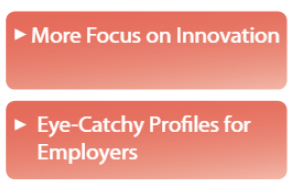 ▶ More Focus on Innovation
▶ Eye-Catchy Profiles for
Employers